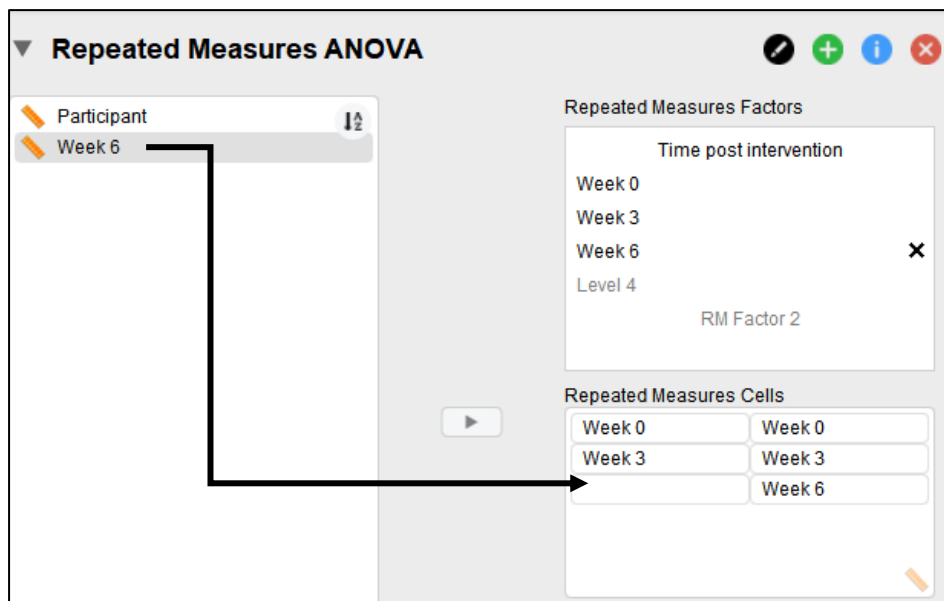 Repeated Measures ANOVA
Participant
Week 6
Repeated Measures Factors
Time post intervention
Week 0
Week 3
Week 6
Level 4
RM Factor 2
Repeated Measures Cells
Week 0 Week 0
Week 3 Week 3
Week 6